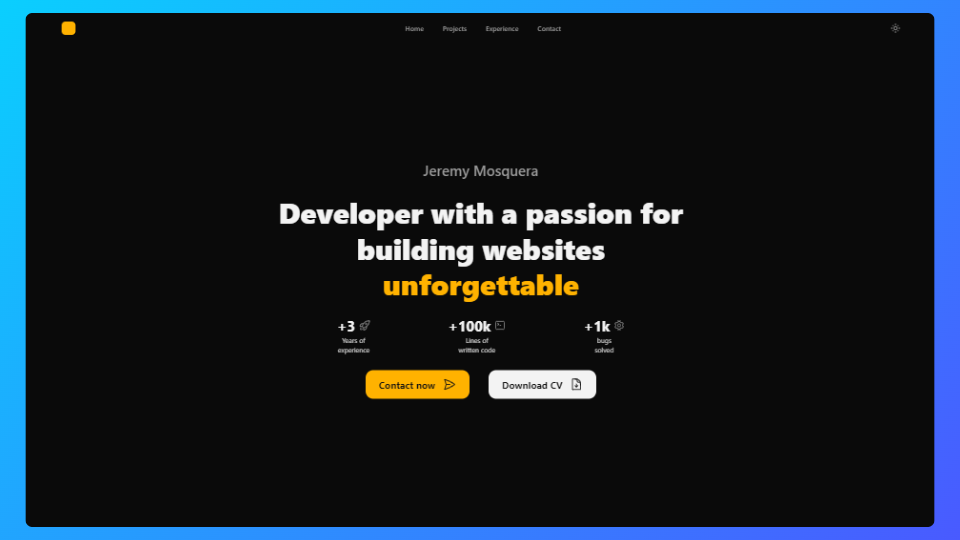 Home Projects Experience Contact
Jeremy Mosquera
Developer with a passion for
building websites
unforgettable
+3 +100k +1k
Years of Lines of bugs
experience written code solved
Contact now Download CV